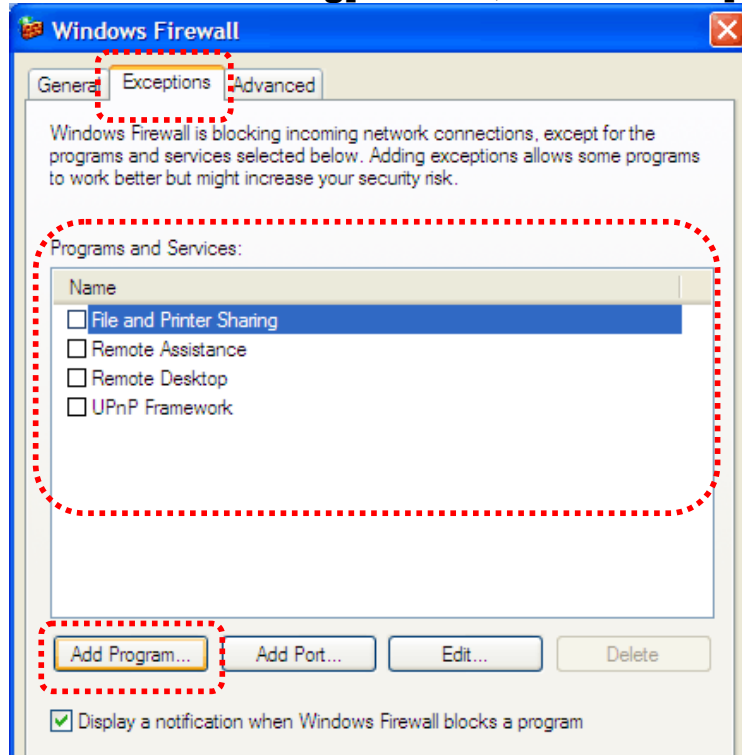 Windows Firewall
General Exceptions Advanced
Windows Firewall is blocking incoming network connections, except for the
programs and services selected below. Adding exceptions allows some programs
to work better but might increase your security risk.
Programs and Services:
Name
File and Printer Sharing
Remote Assistance
Remote Desktop
UPnP Framework
Add Program... Add Port... Edit... Delete
Display a notification when Windows Firewall blocks a program